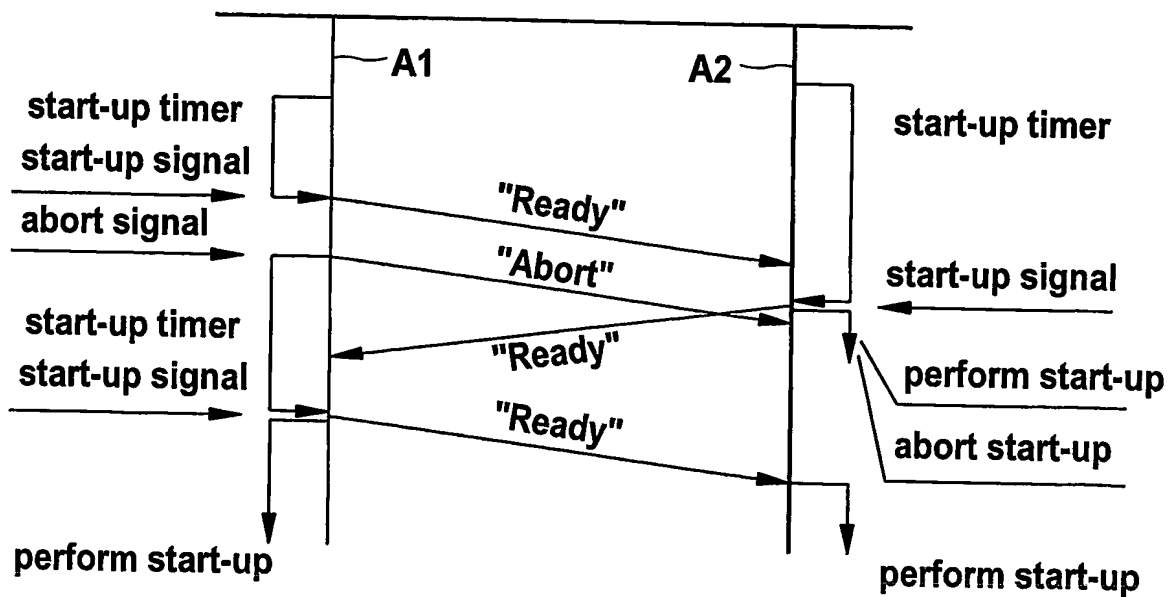 A1
A2
start-up timer
start-up timer
start-up signal
"Ready"
abort signal
"Abort"
start-up signal
start-up timer
"Ready"
start-up signal
perform start-up
"Ready"
abort start-up
perform start-up
perform start-up